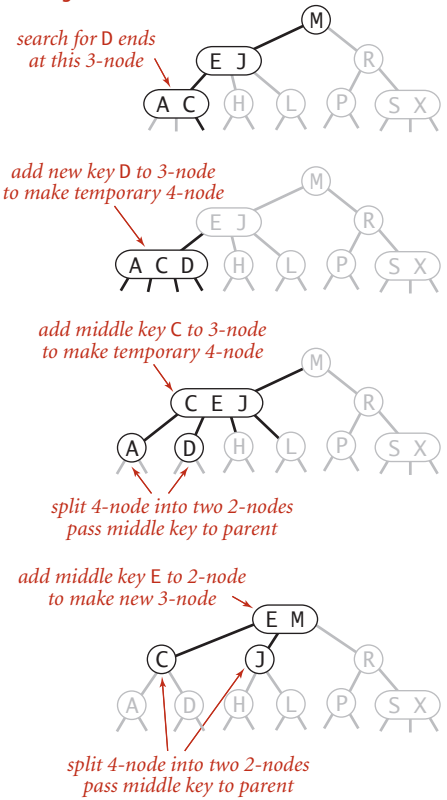 M
search for D ends
at this 3-node
E J
R
A C
H
L
P
S X
add new key D to 3-node
to make temporary 4-node
M
E J
R
A C D
H
L
P
S X
add middle key C to 3-node
to make temporary 4-node
M
C E J
R
A
D
H
L
P
S X
split 4-node into two 2-nodes
pass middle key to parent
add middle key E to 2-node
to make new 3-node
E M
C
J
R
A
D
H
L
P
S X
split 4-node into two 2-nodes
pass middle key to parent